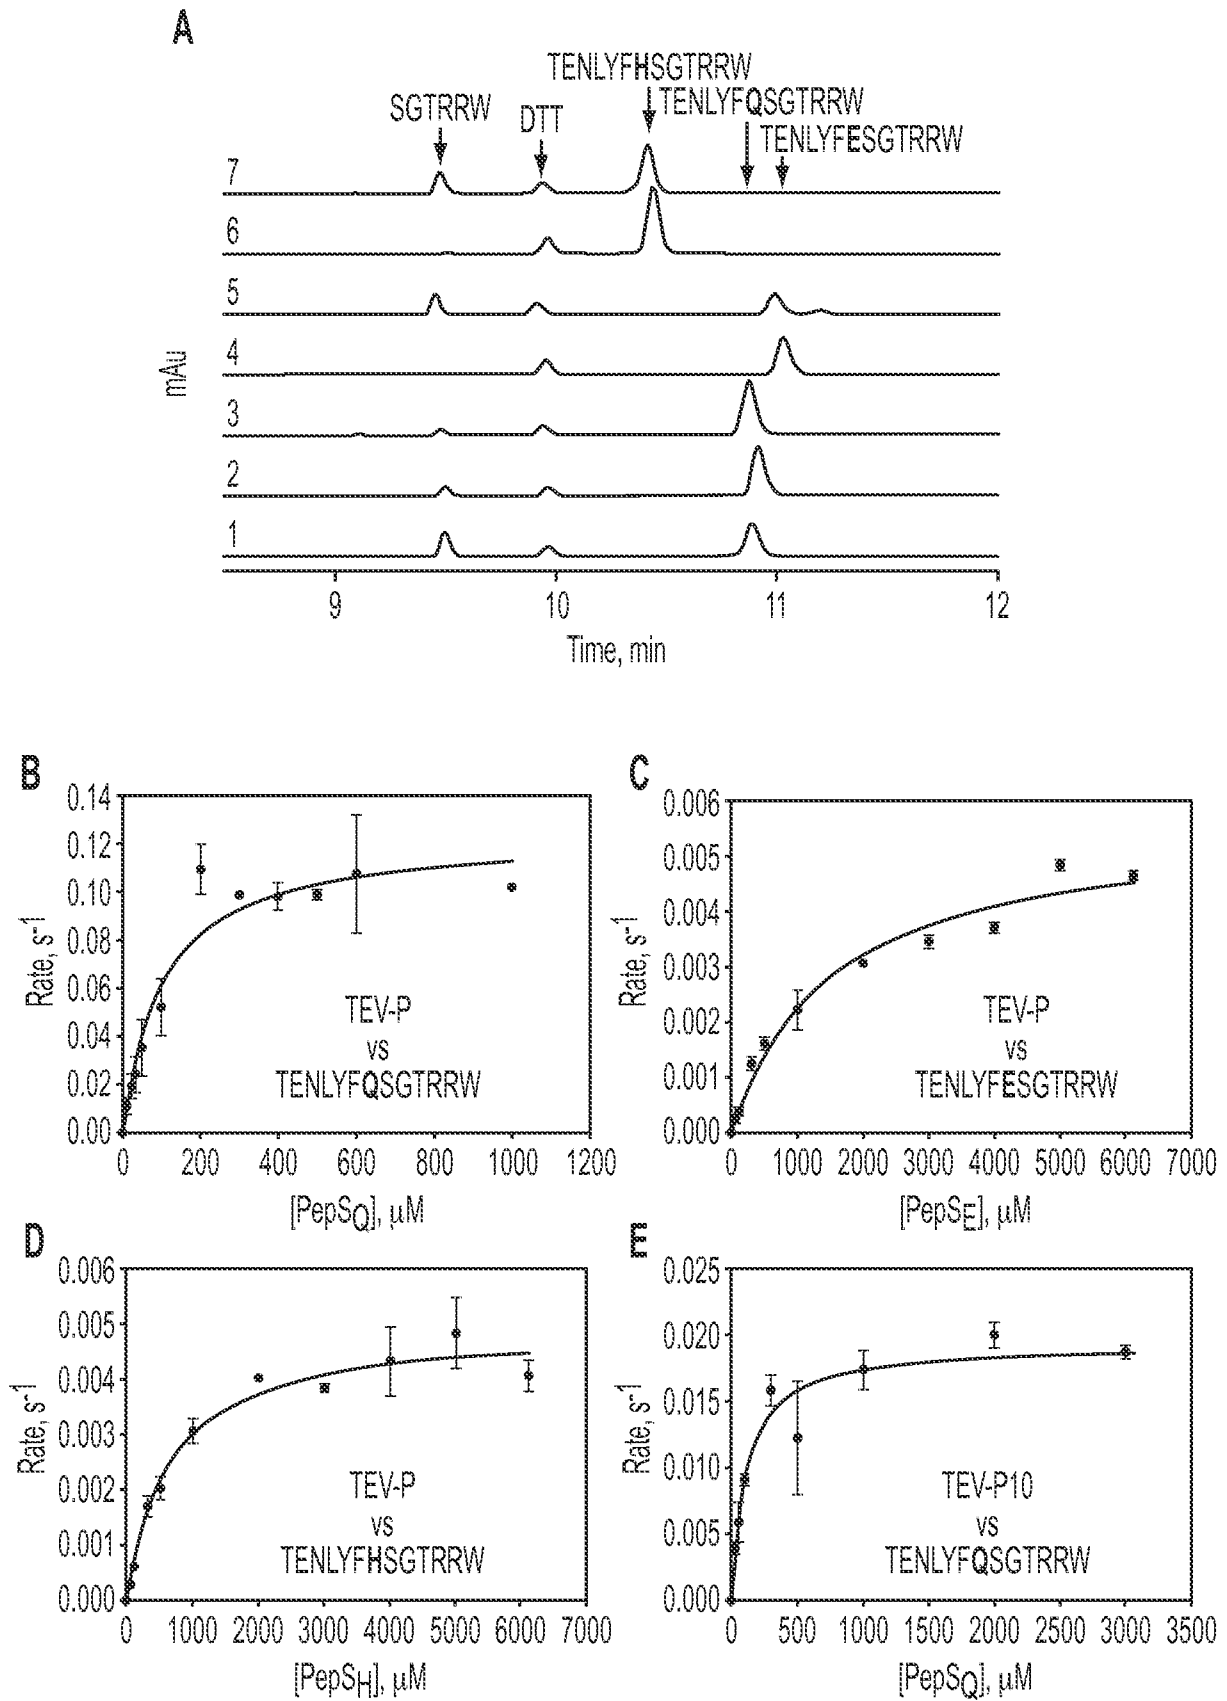 A
TENLYFHSGTRRW
SGTRRW
DTT
TENLYFQSGTRRW
TENLYFESGTRRW
7
6
5
4
3
2
1
mAu
9 10 11 12
Time, min
B
0.14
0.12
0.10
0.08
0.06
0.04
0.02
0.00
Rate, s-1
TEV-P
vs
TENLYFQSGTRRW
0 200 400 600 800 1000 1200
[PepSQ], μM
C
0.006
0.005
0.004
0.003
0.002
0.001
0.000
Rate, s-1
TEV-P
vs
TENLYFESGTRRW
0 1000 2000 3000 4000 5000 6000 7000
[PepSE], μM
D
0.006
0.005
0.004
0.003
0.002
0.001
0.000
Rate, s-1
TEV-P
vs
TENLYFHSGTRRW
0 1000 2000 3000 4000 5000 6000 7000
[PepSH], μM
E
0.025
0.020
0.015
0.010
0.005
0.000
Rate, s-1
TEV-P10
vs
TENLYFQSGTRRW
0 500 1000 1500 2000 2500 3000 3500
[PepSQ], μM